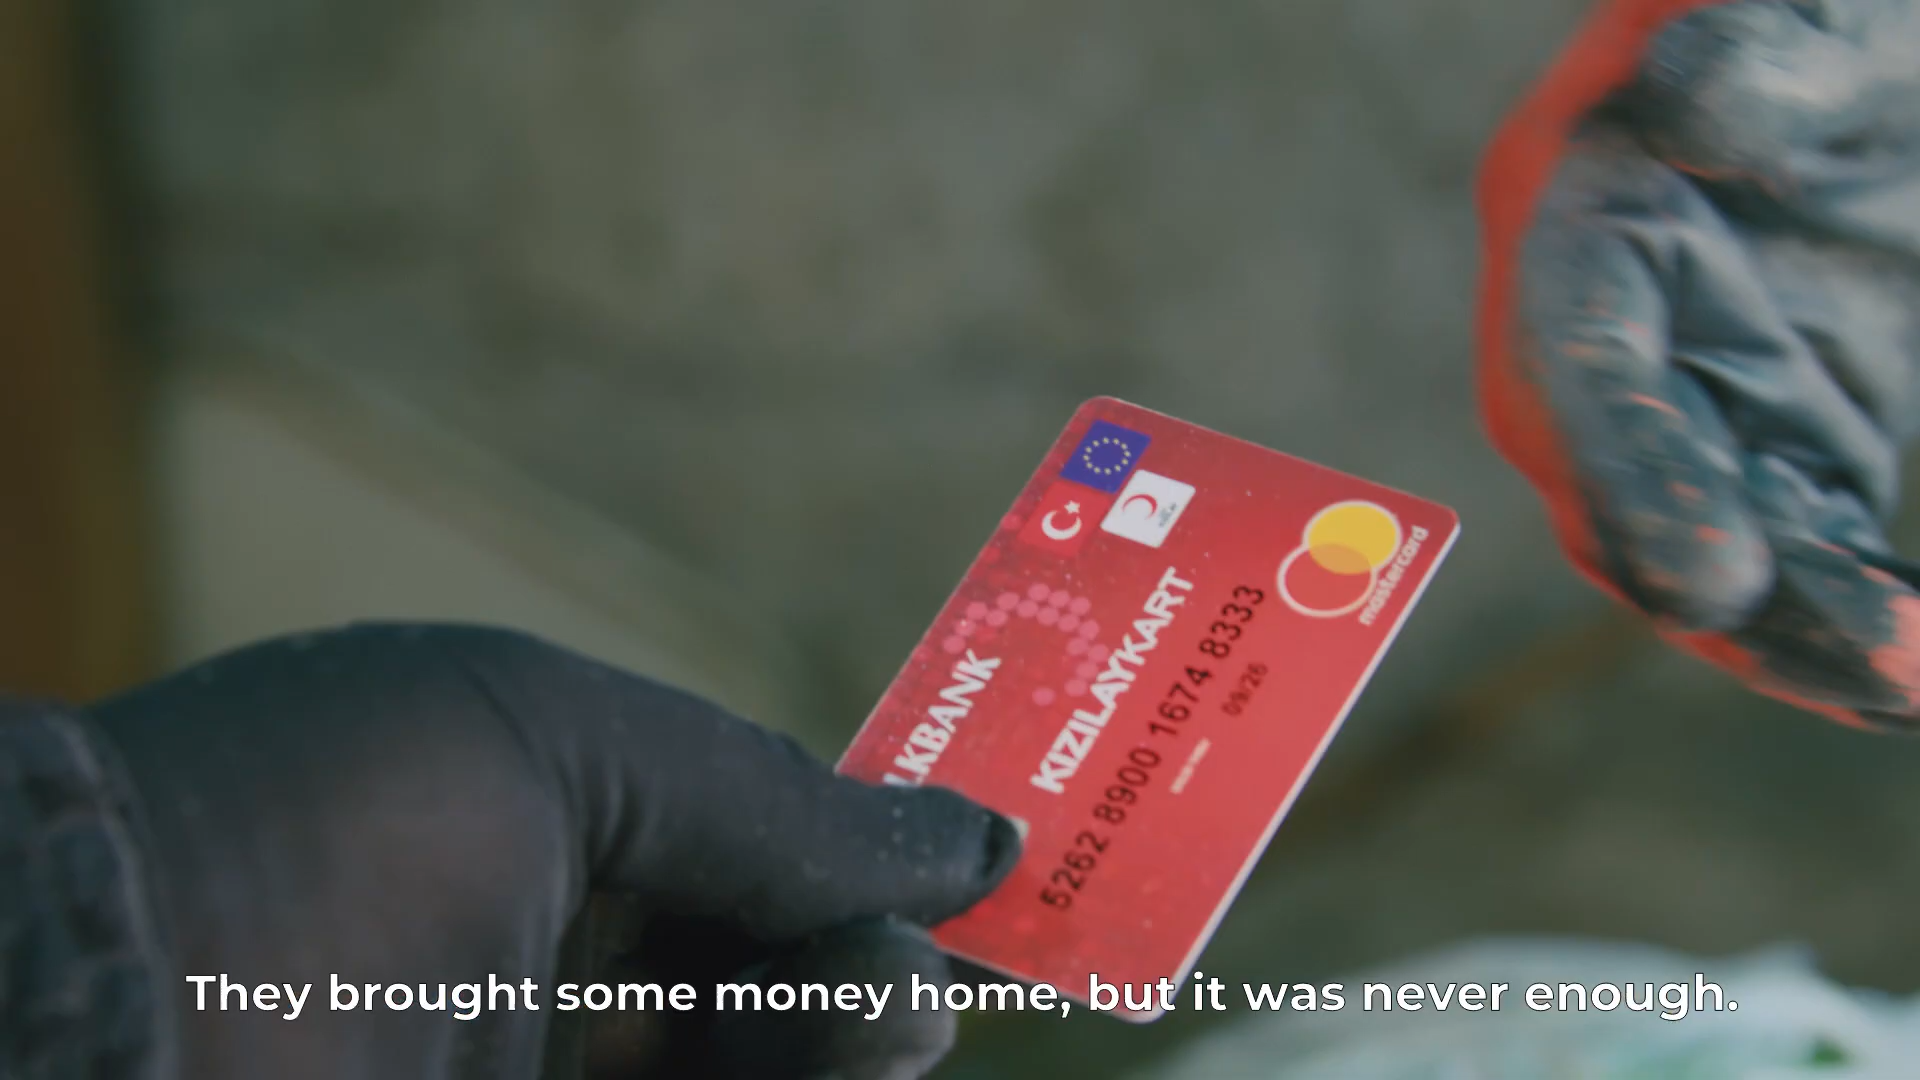 LKBANK
KIZILAYKART
5262 8900 1674 8333
09/26
mastercard
They brought some money home, but it was never enough.